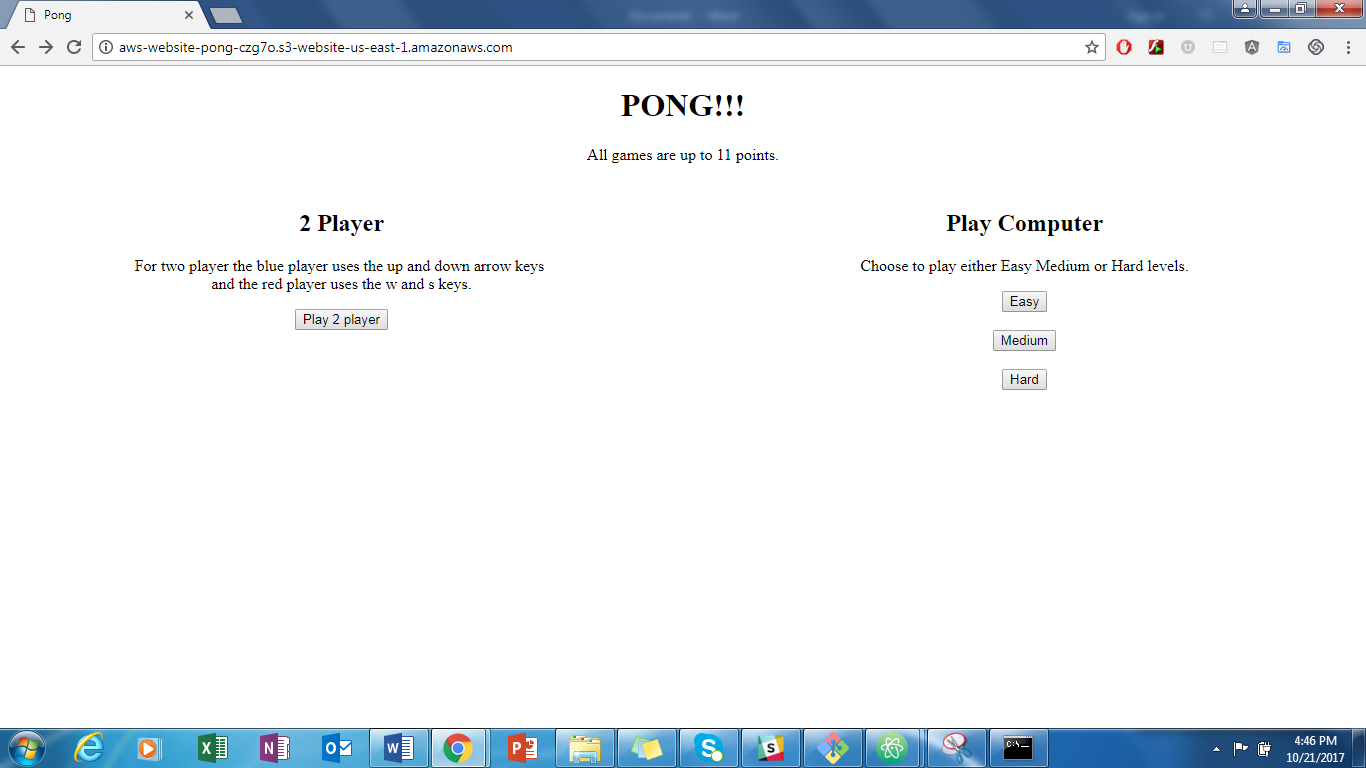 Pong
aws-website-pong-czg7o.s3-website-us-east-1.amazonaws.com
PONG!!!
All games are up to 11 points.
2 Player
For two player the blue player uses the up and down arrow keys
and the red player uses the w and s keys.
Play 2 player
Play Computer
Choose to play either Easy Medium or Hard levels.
Easy
Medium
Hard
4:46 PM
10/21/2017